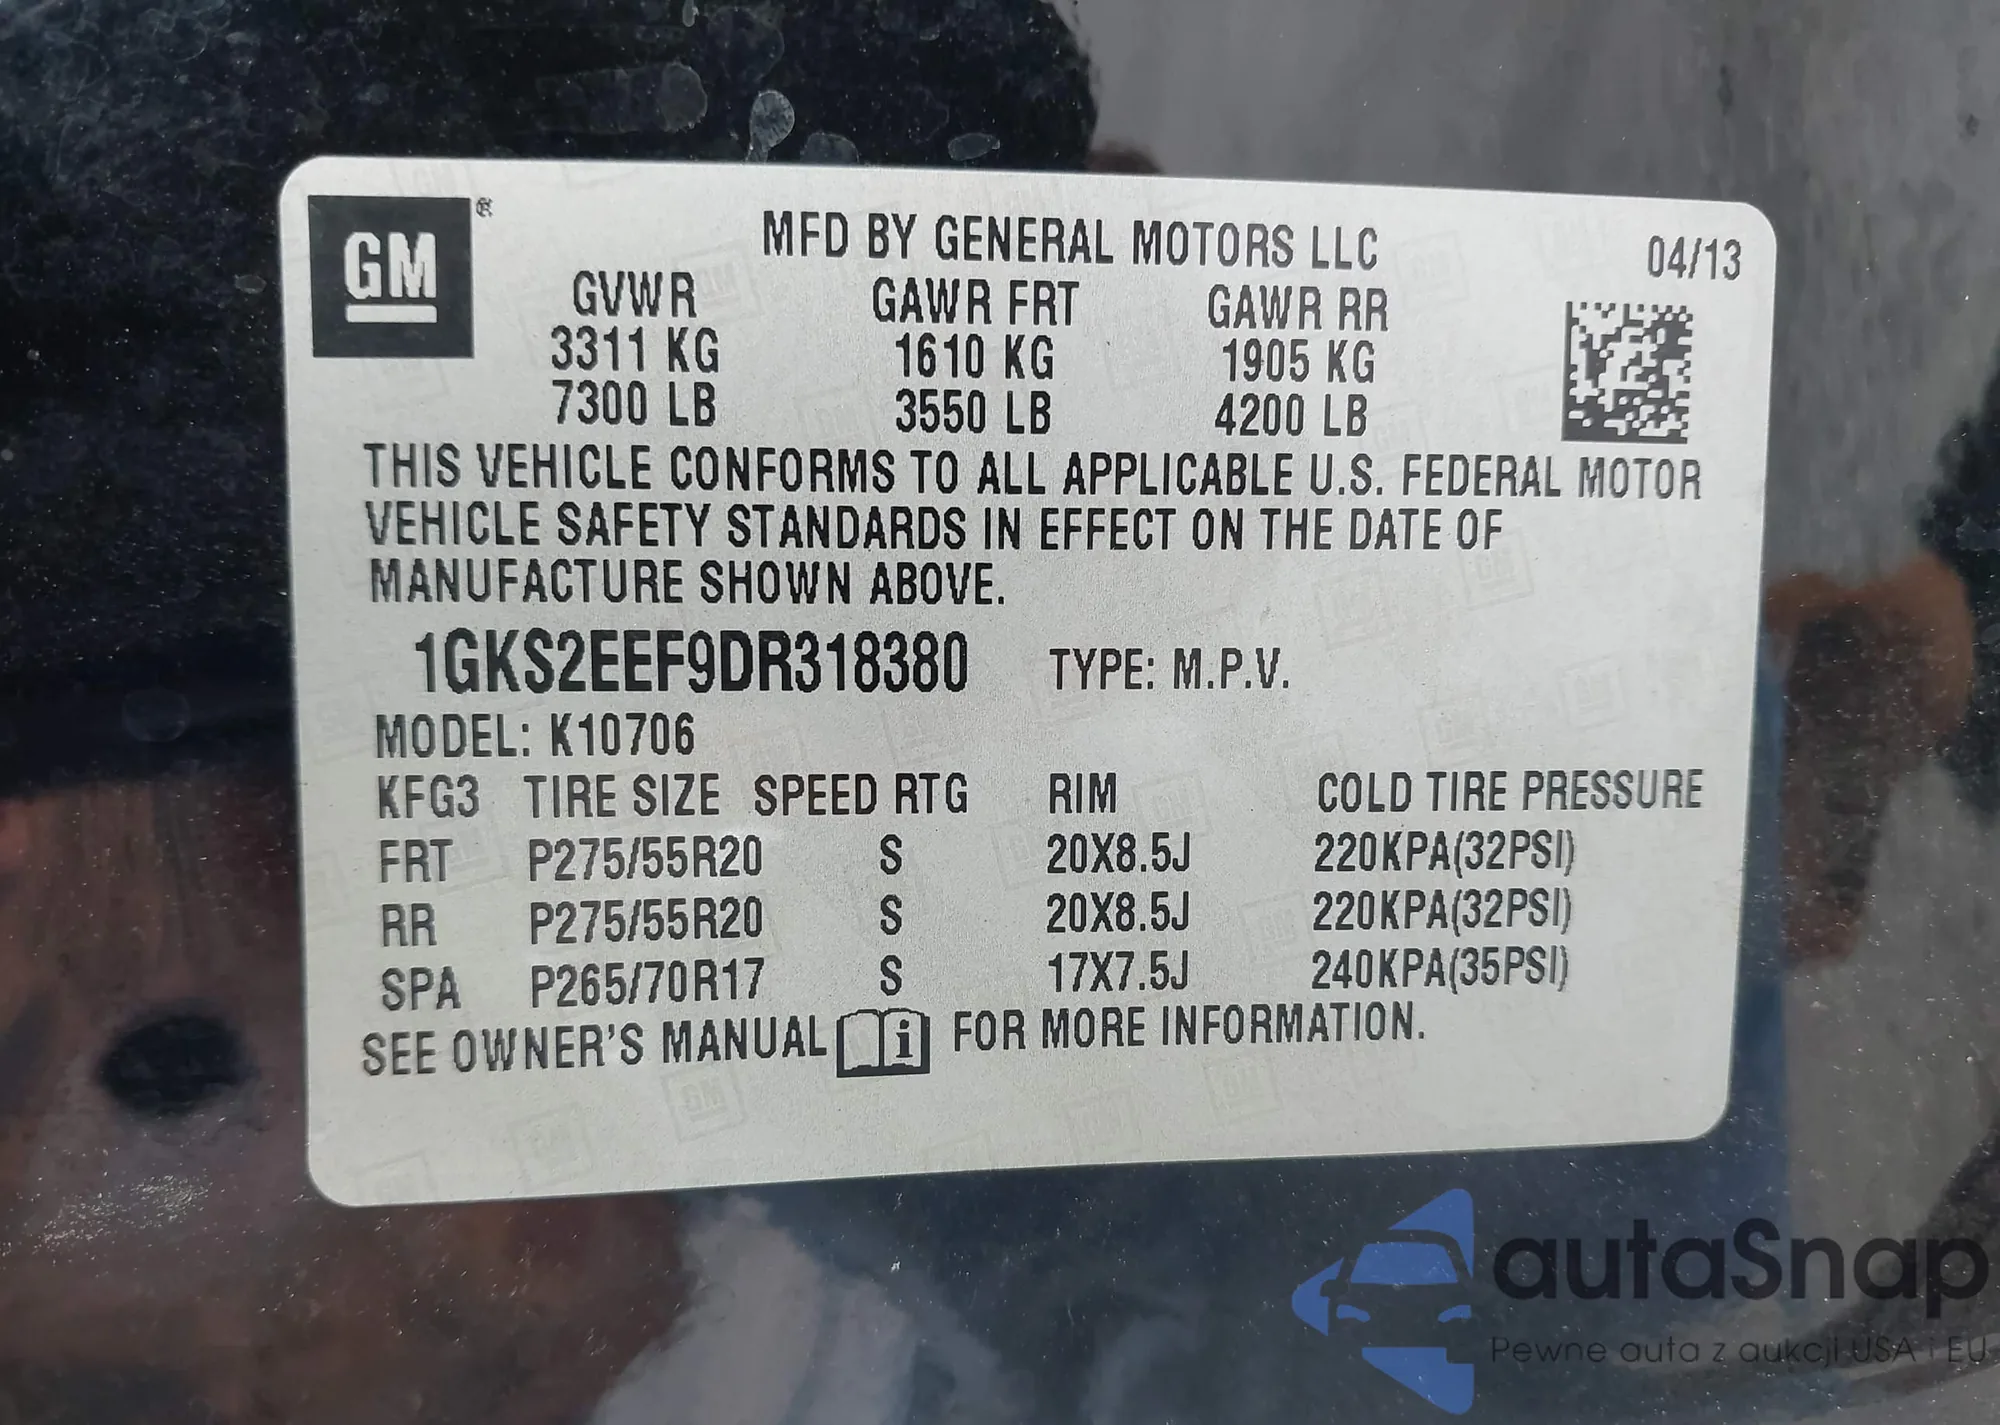 GM®
MFD BY GENERAL MOTORS LLC 04/13
GVWR GAWR FRT GAWR RR
3311 KG 1610 KG 1905 KG
7300 LB 3550 LB 4200 LB
THIS VEHICLE CONFORMS TO ALL APPLICABLE U.S. FEDERAL MOTOR
VEHICLE SAFETY STANDARDS IN EFFECT ON THE DATE OF
MANUFACTURE SHOWN ABOVE.
1GKS2EEF9DR318380 TYPE: M.P.V.
MODEL: K10706
KFG3 TIRE SIZE SPEED RTG RIM COLD TIRE PRESSURE
FRT P275/55R20 S 20X8.5J 220KPA(32PSI)
RR P275/55R20 S 20X8.5J 220KPA(32PSI)
SPA P265/70R17 S 17X7.5J 240KPA(35PSI)
SEE OWNER'S MANUAL i FOR MORE INFORMATION.
autaSnap
Pewne auta z aukcji USA i EU